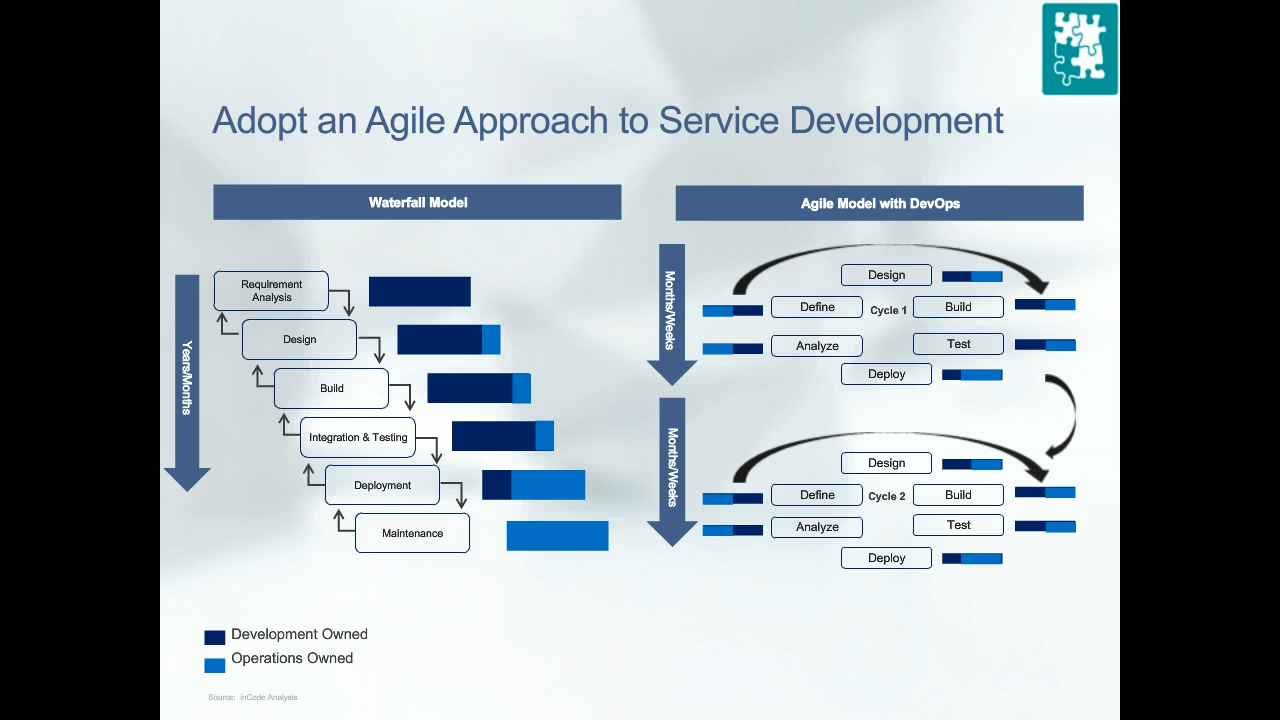 Adopt an Agile Approach to Service Development
Waterfall Model
Requirement
Analysis
Design
Build
Integration & Testing
Deployment
Maintenance
Years/Months
Agile Model with DevOps
Months/Weeks
Design
Define
Cycle 1
Build
Analyze
Test
Deploy
Months/Weeks
Design
Define
Cycle 2
Build
Analyze
Test
Deploy
Development Owned
Operations Owned
Source: inCode Analysis